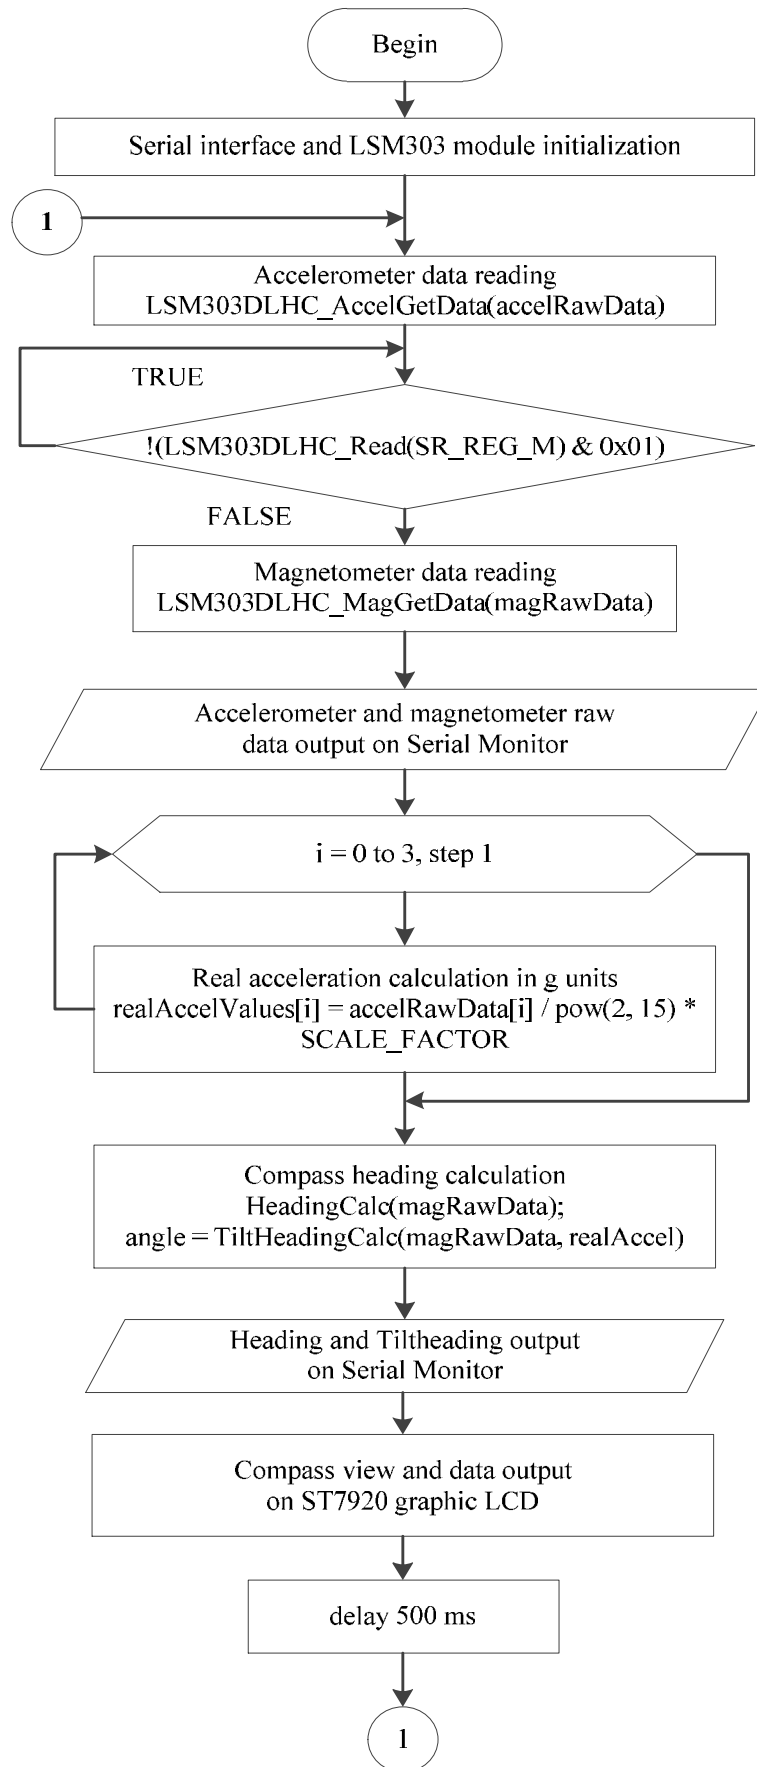 Begin
Serial interface and LSM303 module initialization
1
Accelerometer data reading
LSM303DLHC_AccelGetData(accelRawData)
TRUE
!(LSM303DLHC_Read(SR_REG_M) & 0x01)
FALSE
Magnetometer data reading
LSM303DLHC_MagGetData(magRawData)
Accelerometer and magnetometer raw
data output on Serial Monitor
i = 0 to 3, step 1
Real acceleration calculation in g units
realAccelValues[i] = accelRawData[i] / pow(2, 15) *
SCALE_FACTOR
Compass heading calculation
HeadingCalc(magRawData);
angle = TiltHeadingCalc(magRawData, realAccel)
Heading and Tiltheading output
on Serial Monitor
Compass view and data output
on ST7920 graphic LCD
delay 500 ms
1